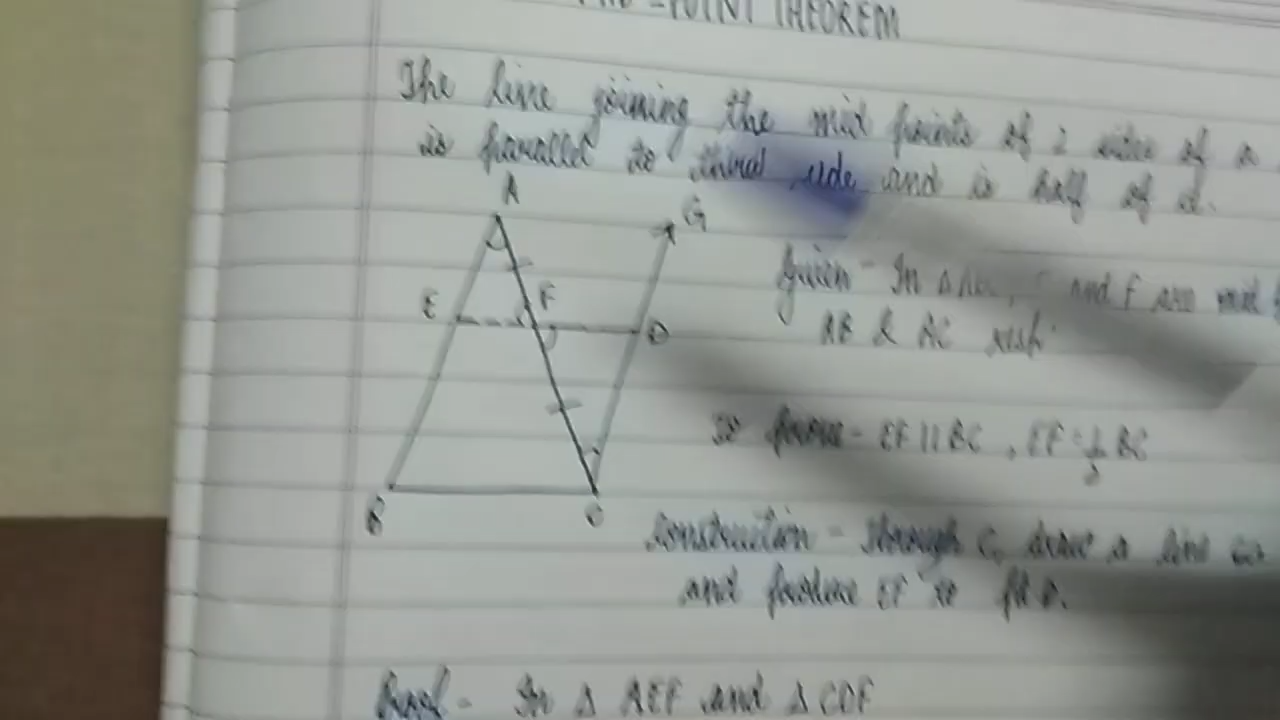 POINT THEOREM
The line joining the mid points of 2 sides of a
is parallel to third side and is half of it.
A
G
Given - In Δ and F are mid
E
F
AB & AC resp.
D
To prove - EF || BC , EF = 1/2 BC
B
C
Construction - Through C, draw a line CG
and produce EF to pt D.
Proof - In Δ AEF and Δ CDF